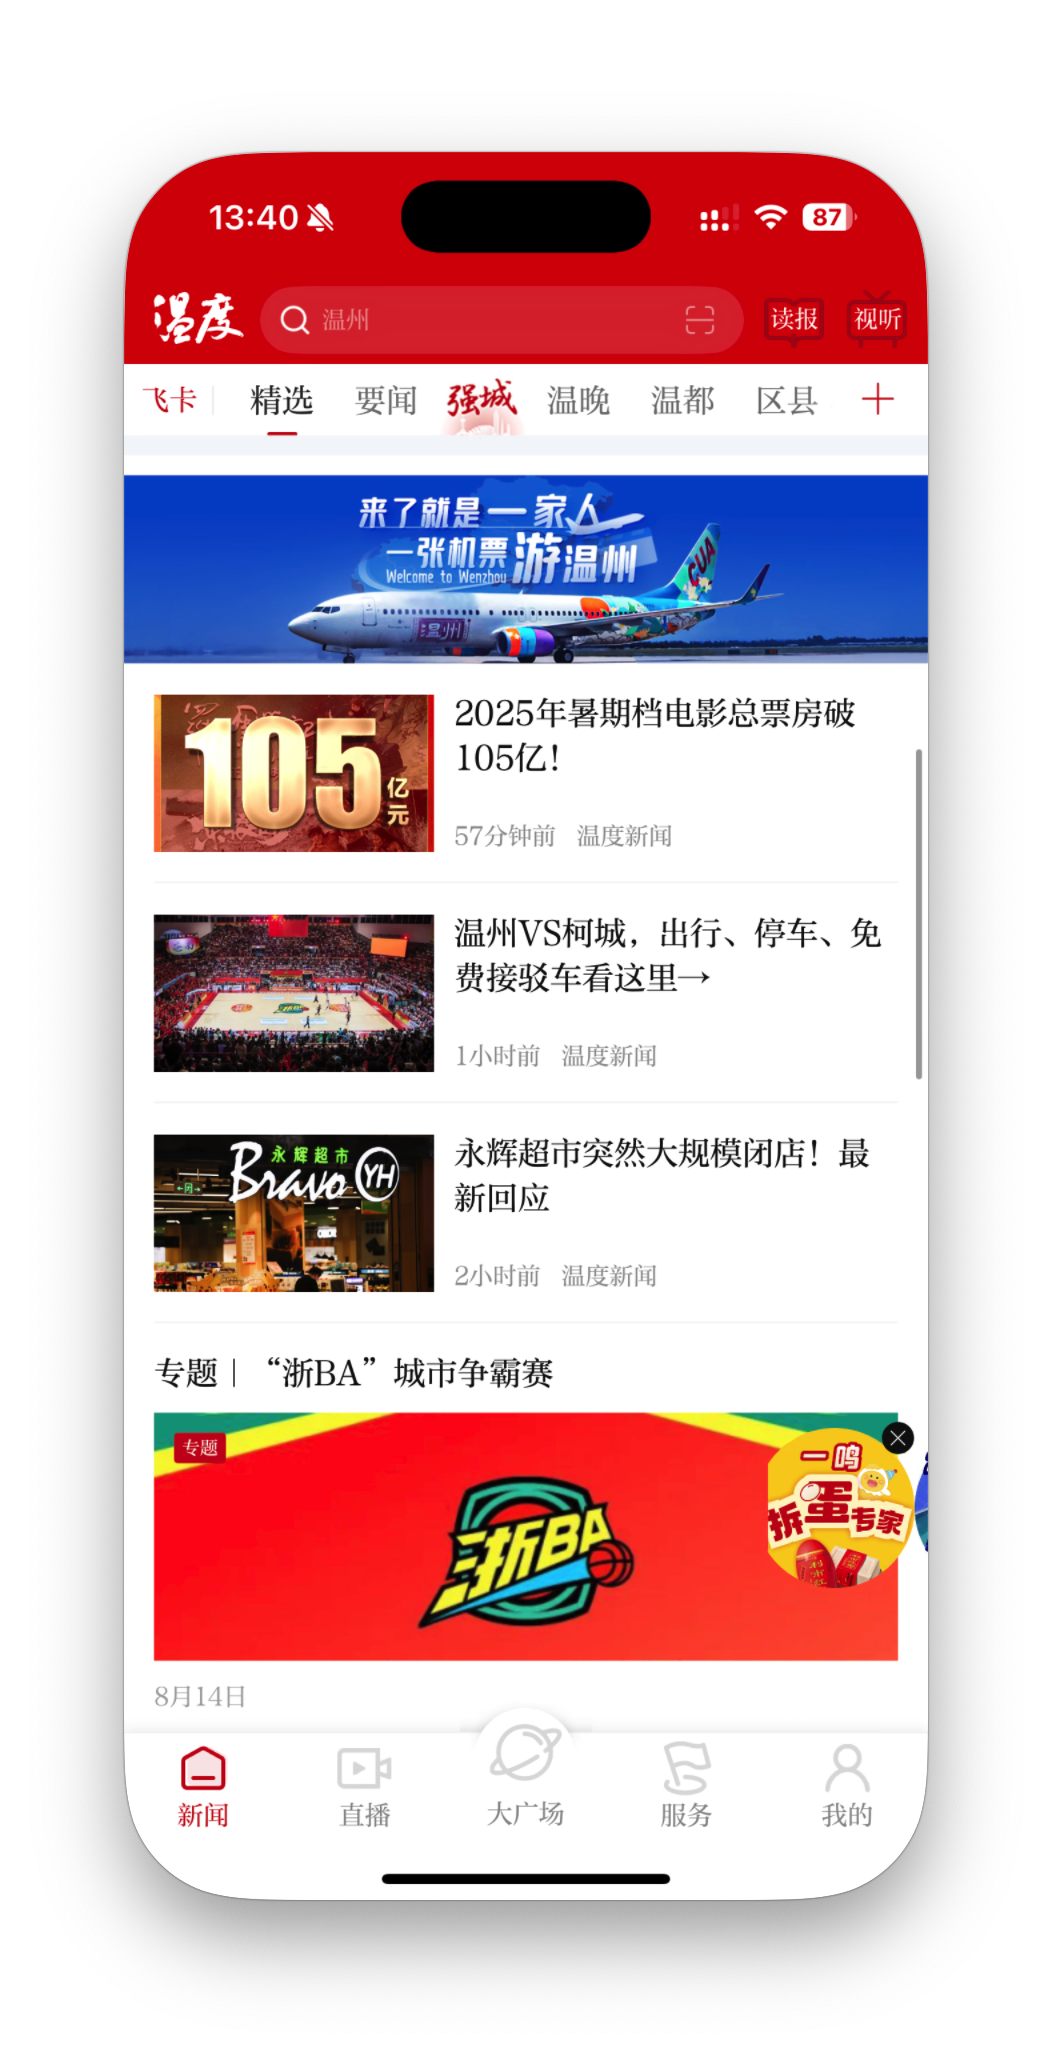 13:40
87
温度
温州
读报
视听
飞卡
精选
要闻
强城
温晚
温都
区县
来了就是一家人
一张机票游温州
Welcome to Wenzhou
CUA
温州
105
亿
元
2025年暑期档电影总票房破
105亿!
57分钟前 温度新闻
温州VS柯城，出行、停车、免
费接驳车看这里→
浙BA
1小时前 温度新闻
永辉超市
Bravo YH
永辉超市突然大规模闭店！最
新回应
2小时前 温度新闻
专题｜“浙BA”城市争霸赛
专题
浙BA
一鸣
拆蛋专家
8月14日
新闻
直播
大广场
服务
我的